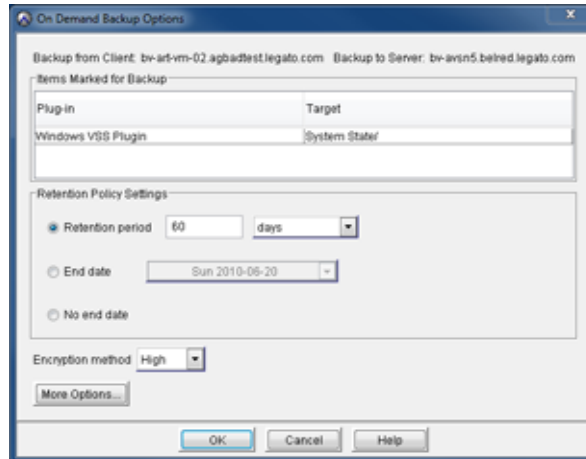 On Demand Backup Options
Backup from Client: bv-art-vm-02.agbadtest.legato.com Backup to Server: bv-avsn5.belred.legato.com
Items Marked for Backup
Plug-in Target
Windows VSS Plugin System State/
Retention Policy Settings
Retention period 60 days
End date Sun 2010-06-20
No end date
Encryption method High
More Options...
OK Cancel Help